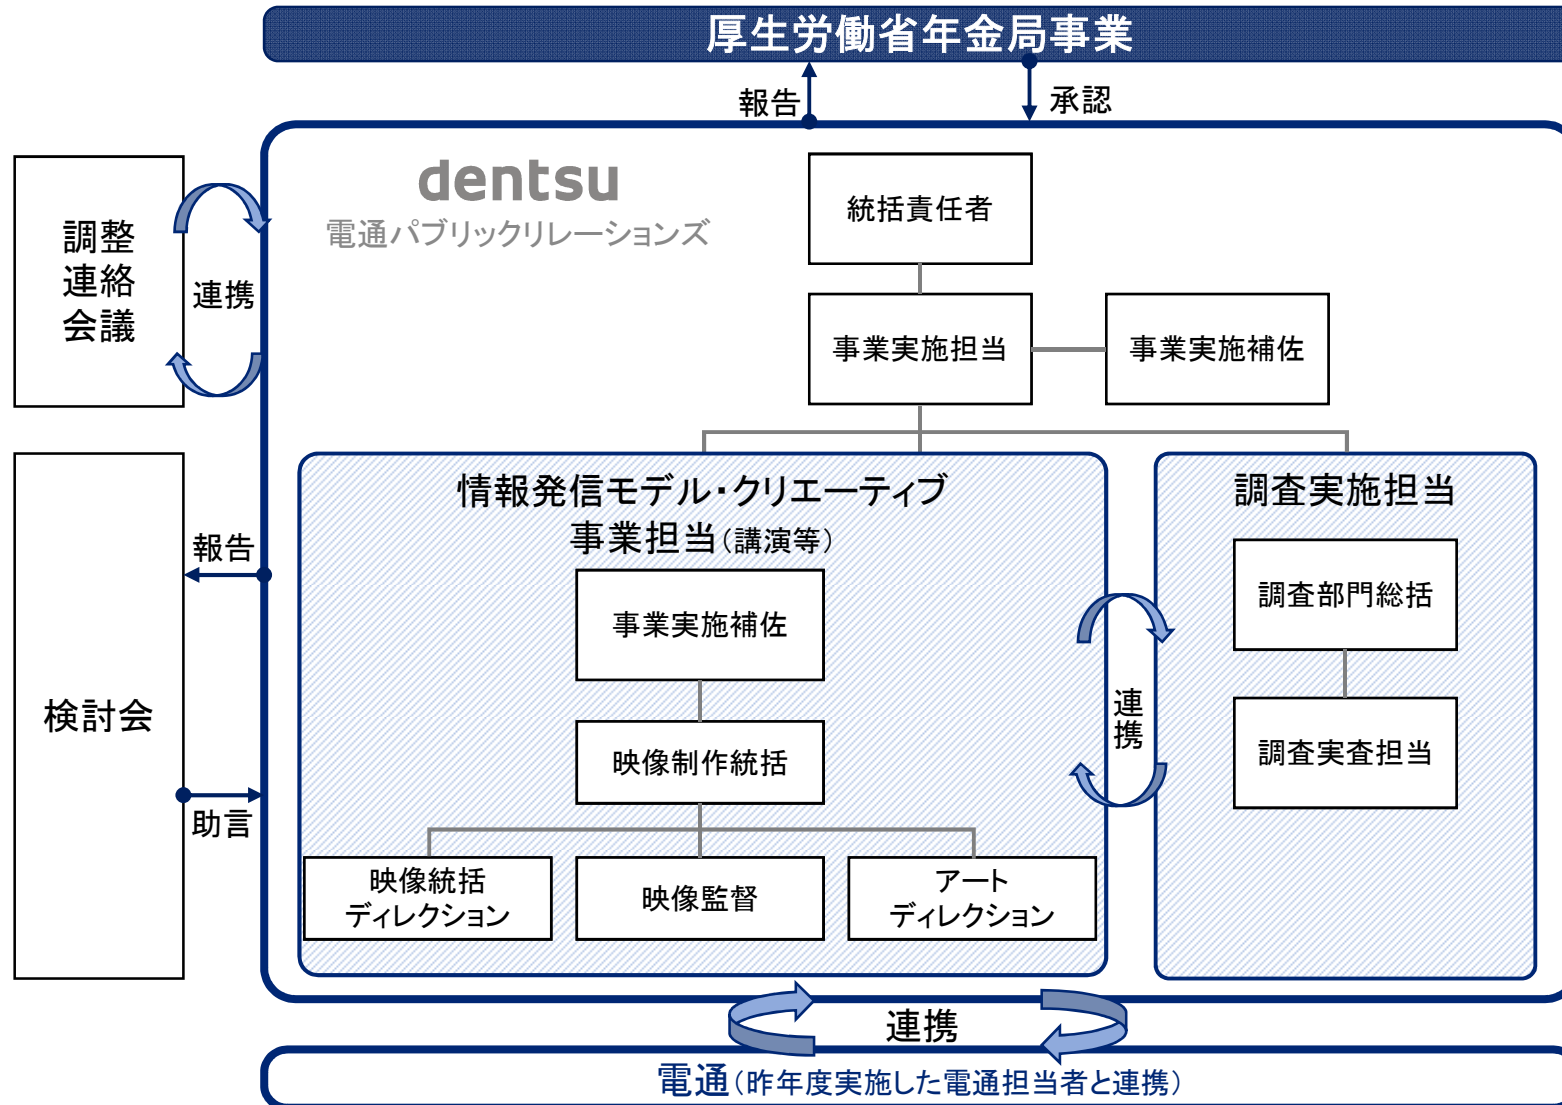 厚生労働省年金局事業
報告
承認
dentsu
電通パブリックリレーションズ
統括責任者
調整
連絡
会議
連携
事業実施担当
事業実施補佐
情報発信モデル・クリエーティブ
事業担当（講演等）
調査実施担当
報告
事業実施補佐
調査部門総括
検討会
連携
映像制作統括
調査実査担当
助言
映像統括
ディレクション
映像監督
アート
ディレクション
連携
電通（昨年度実施した電通担当者と連携）